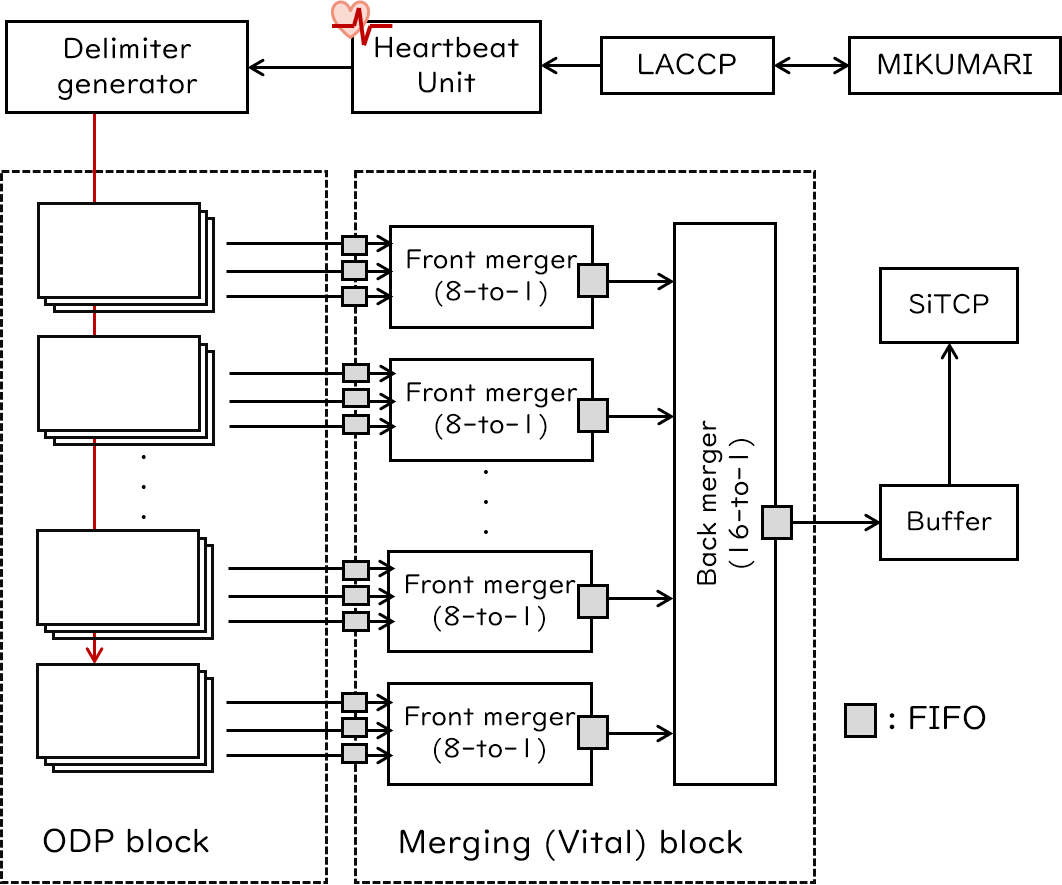 Delimiter
generator
Heartbeat
Unit
LACCP
MIKUMARI
Front merger
(8-to-1)
Front merger
(8-to-1)
Front merger
(8-to-1)
Front merger
(8-to-1)
Back merger
(16-to-1)
SiTCP
Buffer
: FIFO
ODP block
Merging (Vital) block